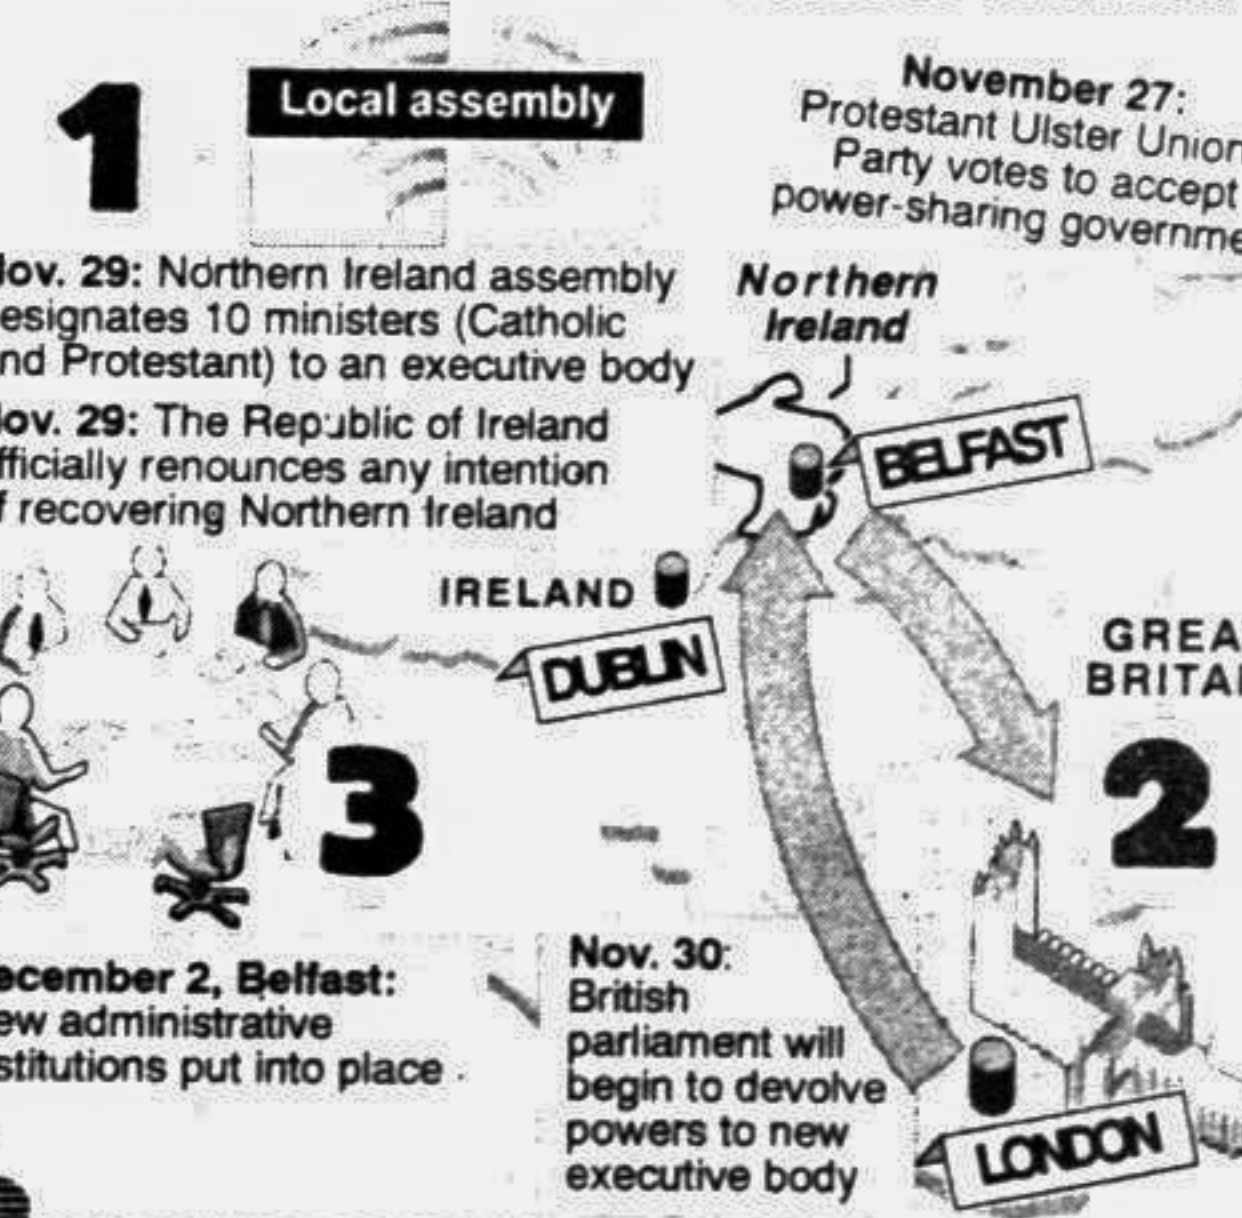 1
Local assembly
November 27:
Protestant Ulster Union
Party votes to accept
power-sharing governme
ov. 29: Northern Ireland assembly
esignates 10 ministers (Catholic
nd Protestant) to an executive body
ov. 29: The Republic of Ireland
fficially renounces any intention
f recovering Northern Ireland
Northern
Ireland
BELFAST
IRELAND
DUBLIN
GREA
BRITA
2
3
ecember 2, Belfast:
ew administrative
stitutions put into place
Nov. 30:
British
parliament will
begin to devolve
powers to new
executive body
LONDON